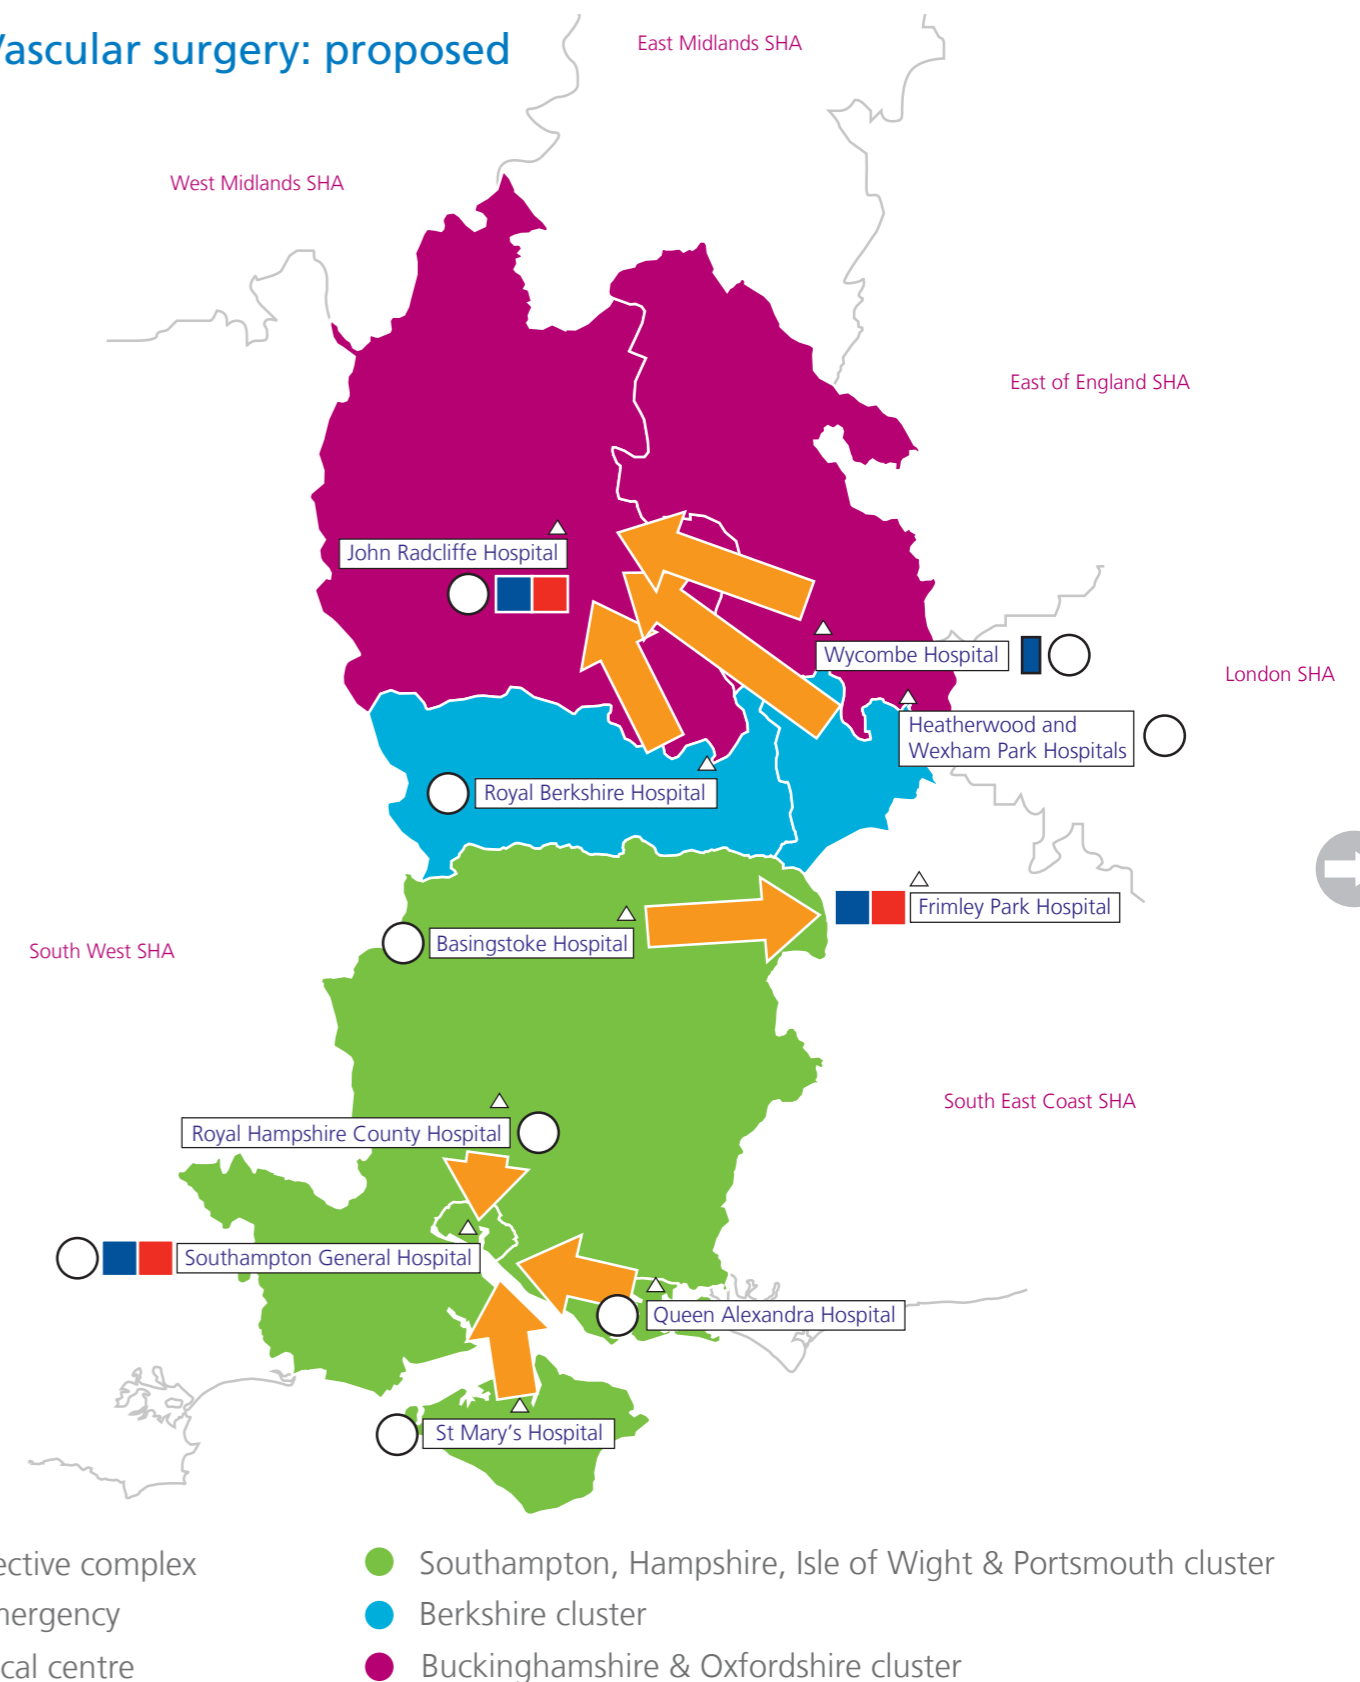 Vascular surgery: proposed
East Midlands SHA
West Midlands SHA
East of England SHA
John Radcliffe Hospital
Wycombe Hospital
London SHA
Heatherwood and
Wexham Park Hospitals
Royal Berkshire Hospital
Frimley Park Hospital
Basingstoke Hospital
South West SHA
South East Coast SHA
Royal Hampshire County Hospital
Southampton General Hospital
Queen Alexandra Hospital
St Mary's Hospital
ective complex
mergency
cal centre
Southampton, Hampshire, Isle of Wight & Portsmouth cluster
Berkshire cluster
Buckinghamshire & Oxfordshire cluster